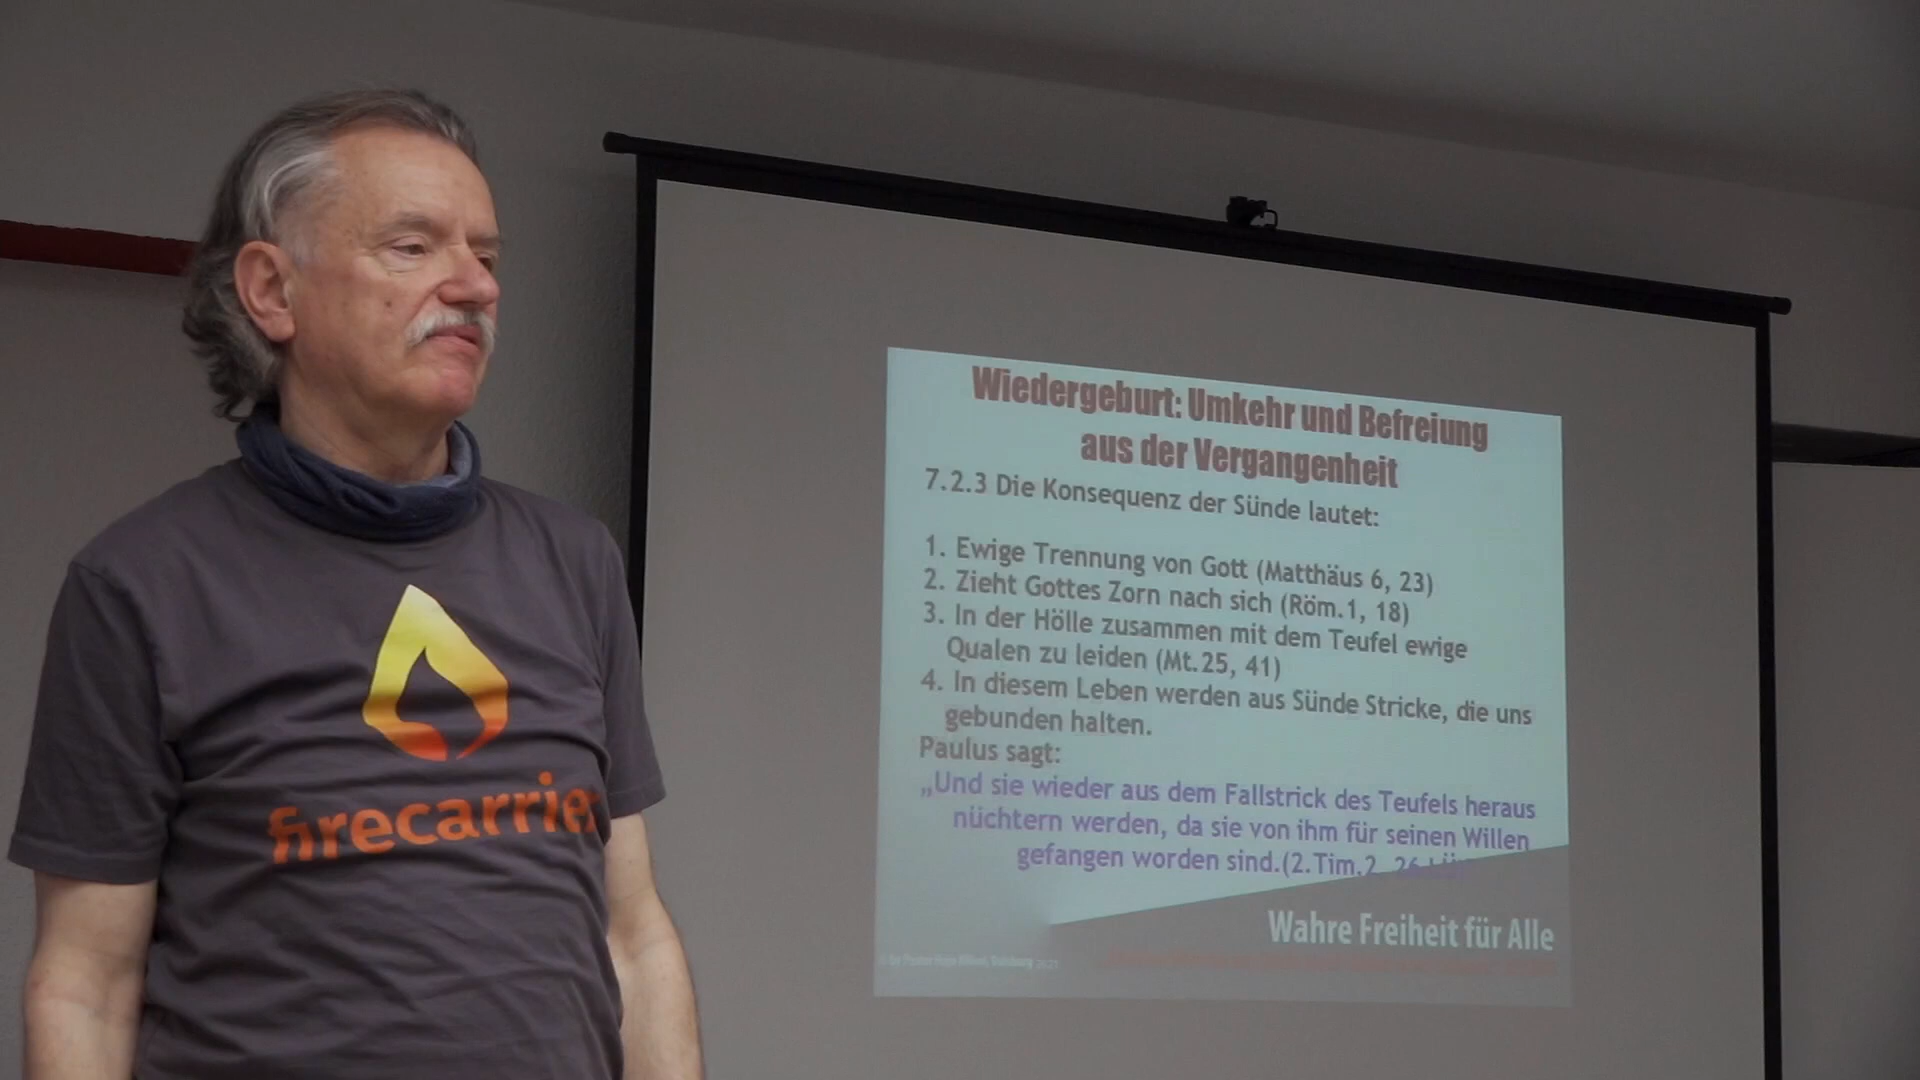 firecarrier
Wiedergeburt: Umkehr und Befreiung
aus der Vergangenheit
7.2.3 Die Konsequenz der Sünde lautet:
1. Ewige Trennung von Gott (Matthäus 6, 23)
2. Zieht Gottes Zorn nach sich (Röm.1, 18)
3. In der Hölle zusammen mit dem Teufel ewige
Qualen zu leiden (Mt.25, 41)
4. In diesem Leben werden aus Sünde Stricke, die uns
gebunden halten.
Paulus sagt:
„Und sie wieder aus dem Fallstrick des Teufels heraus
nüchtern werden, da sie von ihm für seinen Willen
gefangen worden sind.(2.Tim.2, 26
Wahre Freiheit für Alle